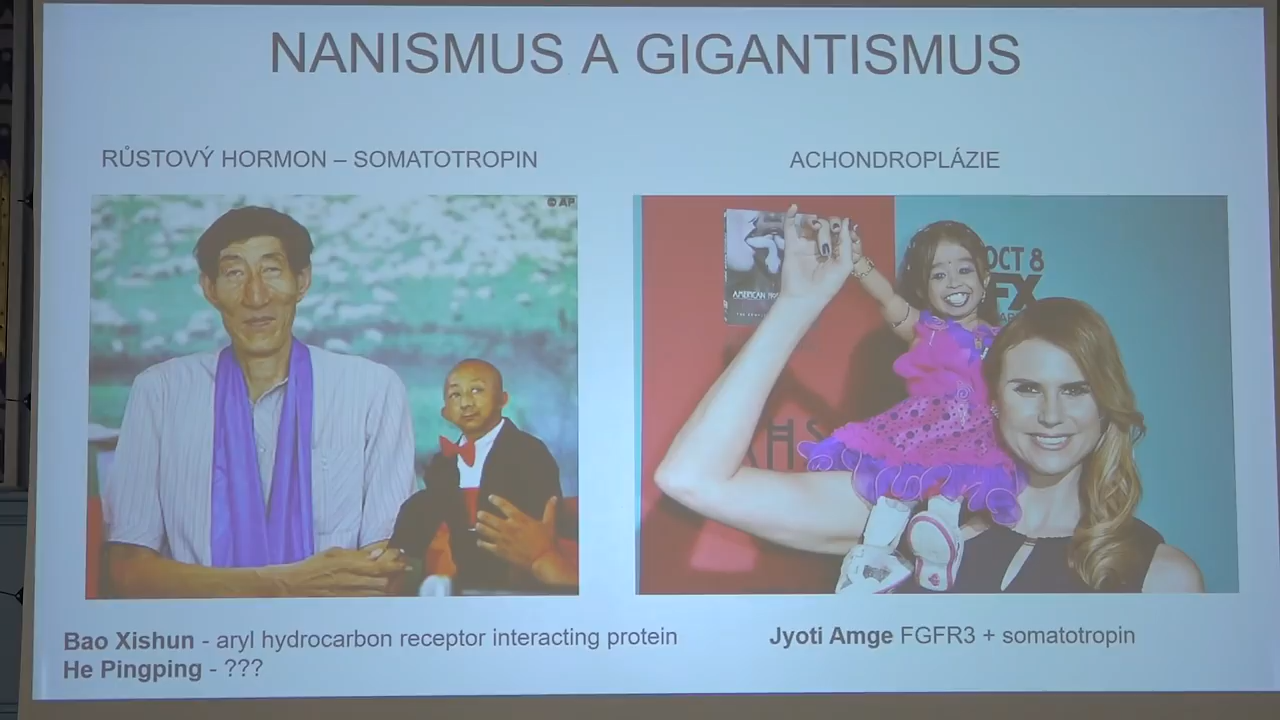 NANISMUS A GIGANTISMUS
RŮSTOVÝ HORMON – SOMATOTROPIN
ACHONDROPLÁZIE
© AP
AMERICAN
OCT 8
FX
AHS
Bao Xishun - aryl hydrocarbon receptor interacting protein
He Pingping - ???
Jyoti Amge FGFR3 + somatotropin